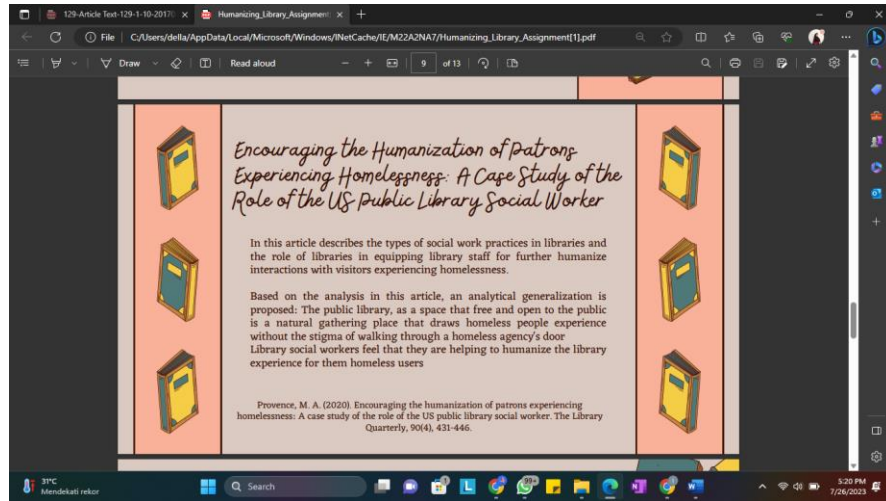 129-Article Text-129-1-10-2017
Humanizing_Library_Assignment
File
C:/Users/della/AppData/Local/Microsoft/Windows/INetCache/IE/M22A2NA7/Humanizing_Library_Assignment[1].pdf
Draw
Read aloud
9
of 13
Encouraging the Humanization of Patrons
Experiencing Homelessness: A Case Study of the
Role of the US Public Library Social Worker
In this article describes the types of social work practices in libraries and
the role of libraries in equipping library staff for further humanize
interactions with visitors experiencing homelessness.
Based on the analysis in this article, an analytical generalization is
proposed: The public library, as a space that free and open to the public
is a natural gathering place that draws homeless people experience
without the stigma of walking through a homeless agency's door
Library social workers feel that they are helping to humanize the library
experience for them homeless users
Provence, M. A. (2020). Encouraging the humanization of patrons experiencing
homelessness: A case study of the role of the US public library social worker. The Library
Quarterly, 90(4), 431-446.
31°C
Mendekati rekor
Search
99+
5:20 PM
7/26/2023